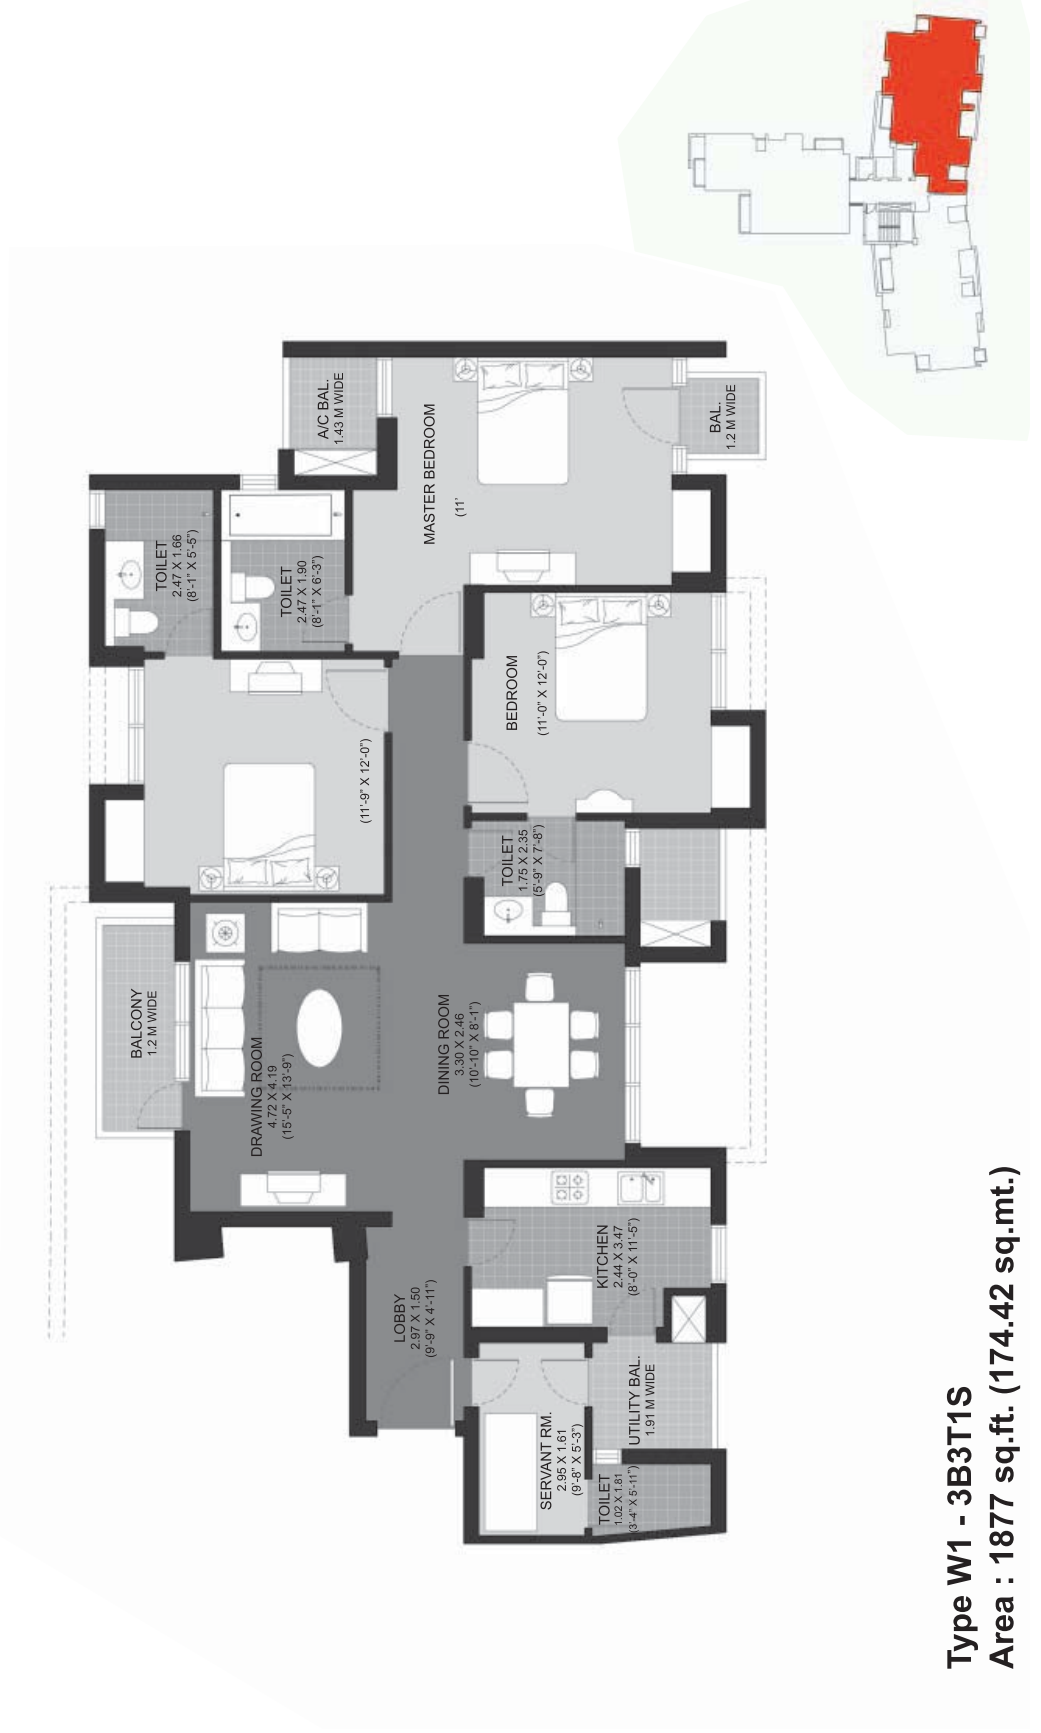 A/C BAL.
1.43 M WIDE
MASTER BEDROOM
(11'
BAL.
1.2 M WIDE
TOILET
2.47 X 1.66
(8'-1" X 5'-5")
TOILET
2.47 X 1.90
(8'-1" X 6'-3")
BEDROOM
(11'-0" X 12'-0")
(11'-9" X 12'-0")
TOILET
1.75 X 2.35
(5'-9" X 7'-8")
BALCONY
1.2 M WIDE
DRAWING ROOM
4.72 X 4.19
(15'-5" X 13'-9")
DINING ROOM
3.30 X 2.46
(10'-10" X 8'-1")
KITCHEN
2.44 X 3.47
(8'-0" X 11'-5")
LOBBY
2.97 X 1.50
(9'-9" X 4'-11")
UTILITY BAL.
1.91 M WIDE
SERVANT RM.
2.95 X 1.61
(9'-8" X 5'-3")
TOILET
1.02 X 1.81
(3'-4" X 5'-11")
Type W1 - 3B3T1S
Area : 1877 sq.ft. (174.42 sq.mt.)